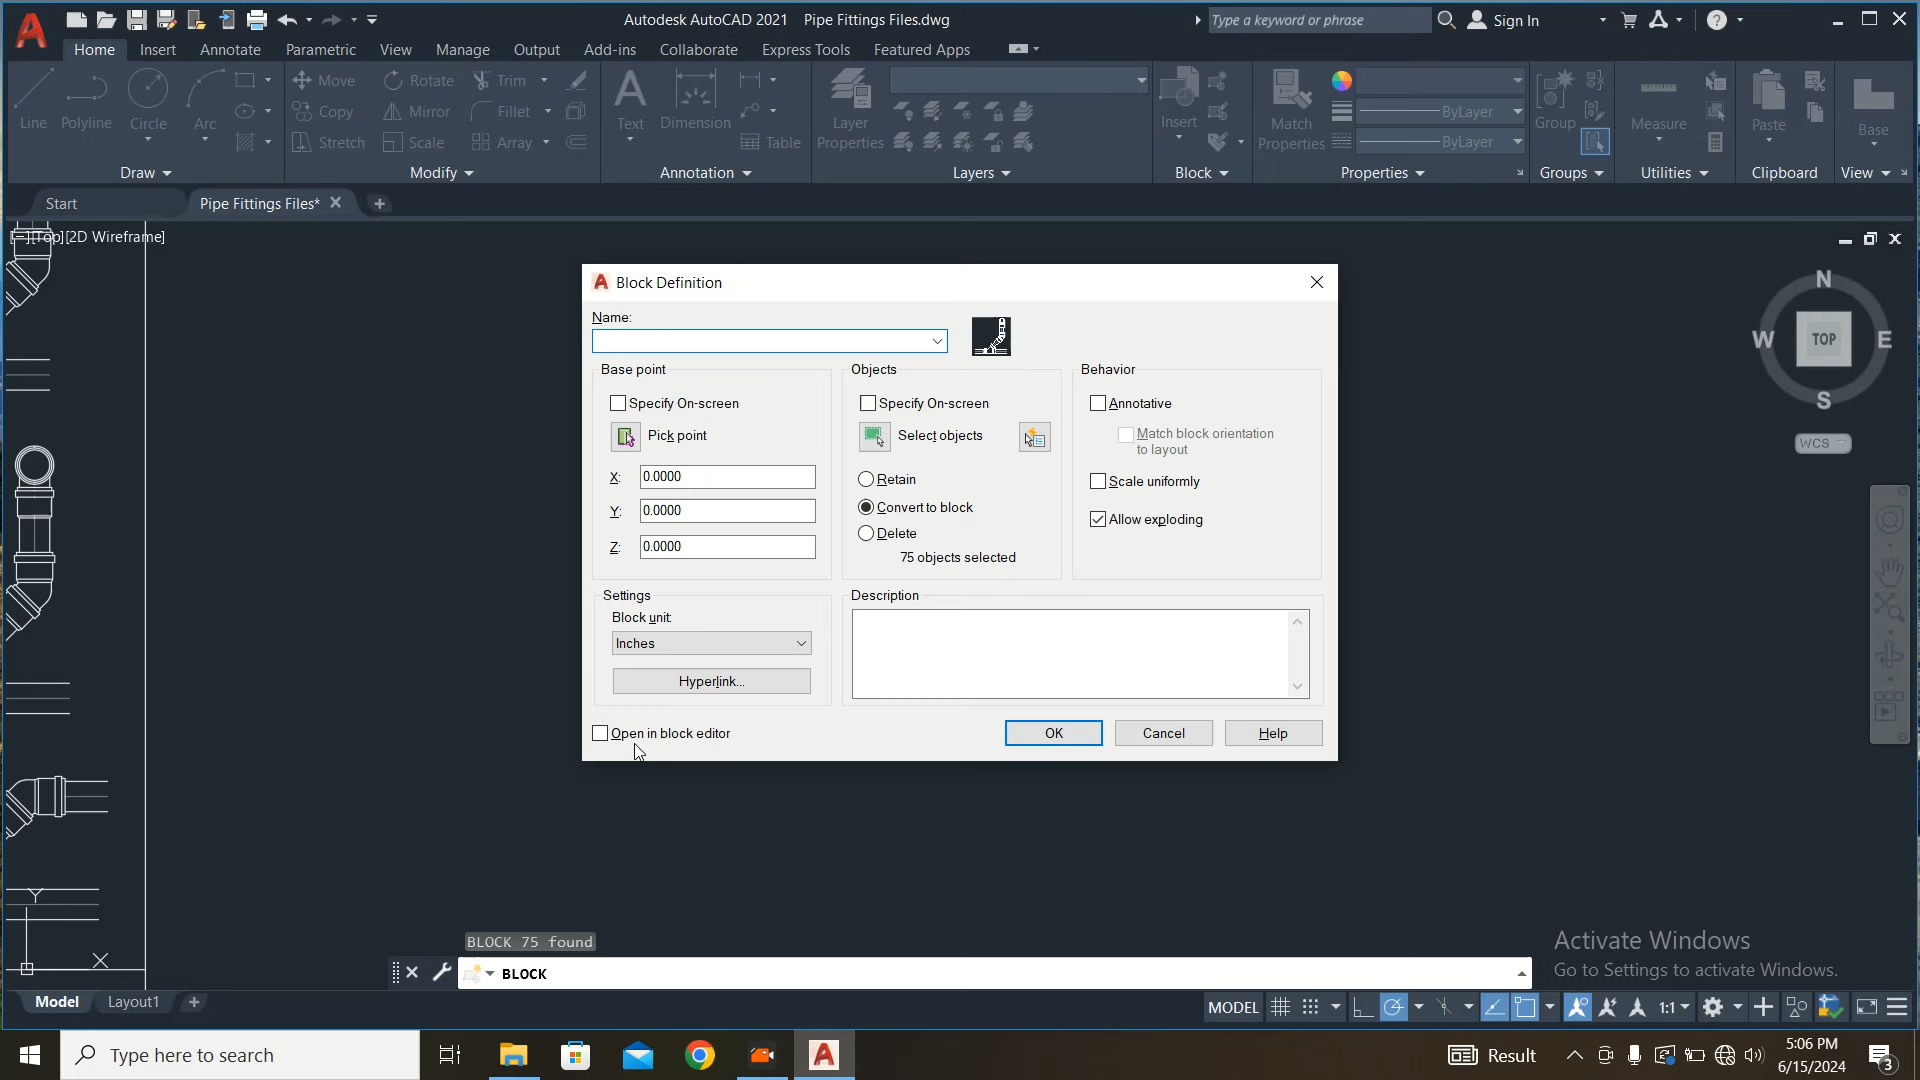 Autodesk AutoCAD 2021 Pipe Fittings Files.dwg
Type a keyword or phrase
Sign In
Home Insert Annotate Parametric View Manage Output Add-ins Collaborate Express Tools Featured Apps
Line Polyline Circle Arc
Move Rotate Trim
Copy Mirror Fillet
Stretch Scale Array
Text Dimension
Table
Layer
Properties
Insert
Match
Properties
ByLayer
ByLayer
Group
Measure
Paste
Base
Draw Modify Annotation Layers Block Properties Groups Utilities Clipboard View
Start Pipe Fittings Files*
[−][Top][2D Wireframe]
N
W TOP E
S
WCS
Block Definition
Name:
Base point
Specify On-screen
Pick point
X: 0.0000
Y: 0.0000
Z: 0.0000
Objects
Specify On-screen
Select objects
Retain
Convert to block
Delete
75 objects selected
Behavior
Annotative
Match block orientation
to layout
Scale uniformly
Allow exploding
Settings
Block unit:
Inches
Hyperlink...
Description
Open in block editor
OK Cancel Help
Y
X
BLOCK 75 found
BLOCK
Activate Windows
Go to Settings to activate Windows.
Model Layout1
MODEL 1:1
Type here to search
Result
5:06 PM
6/15/2024
3